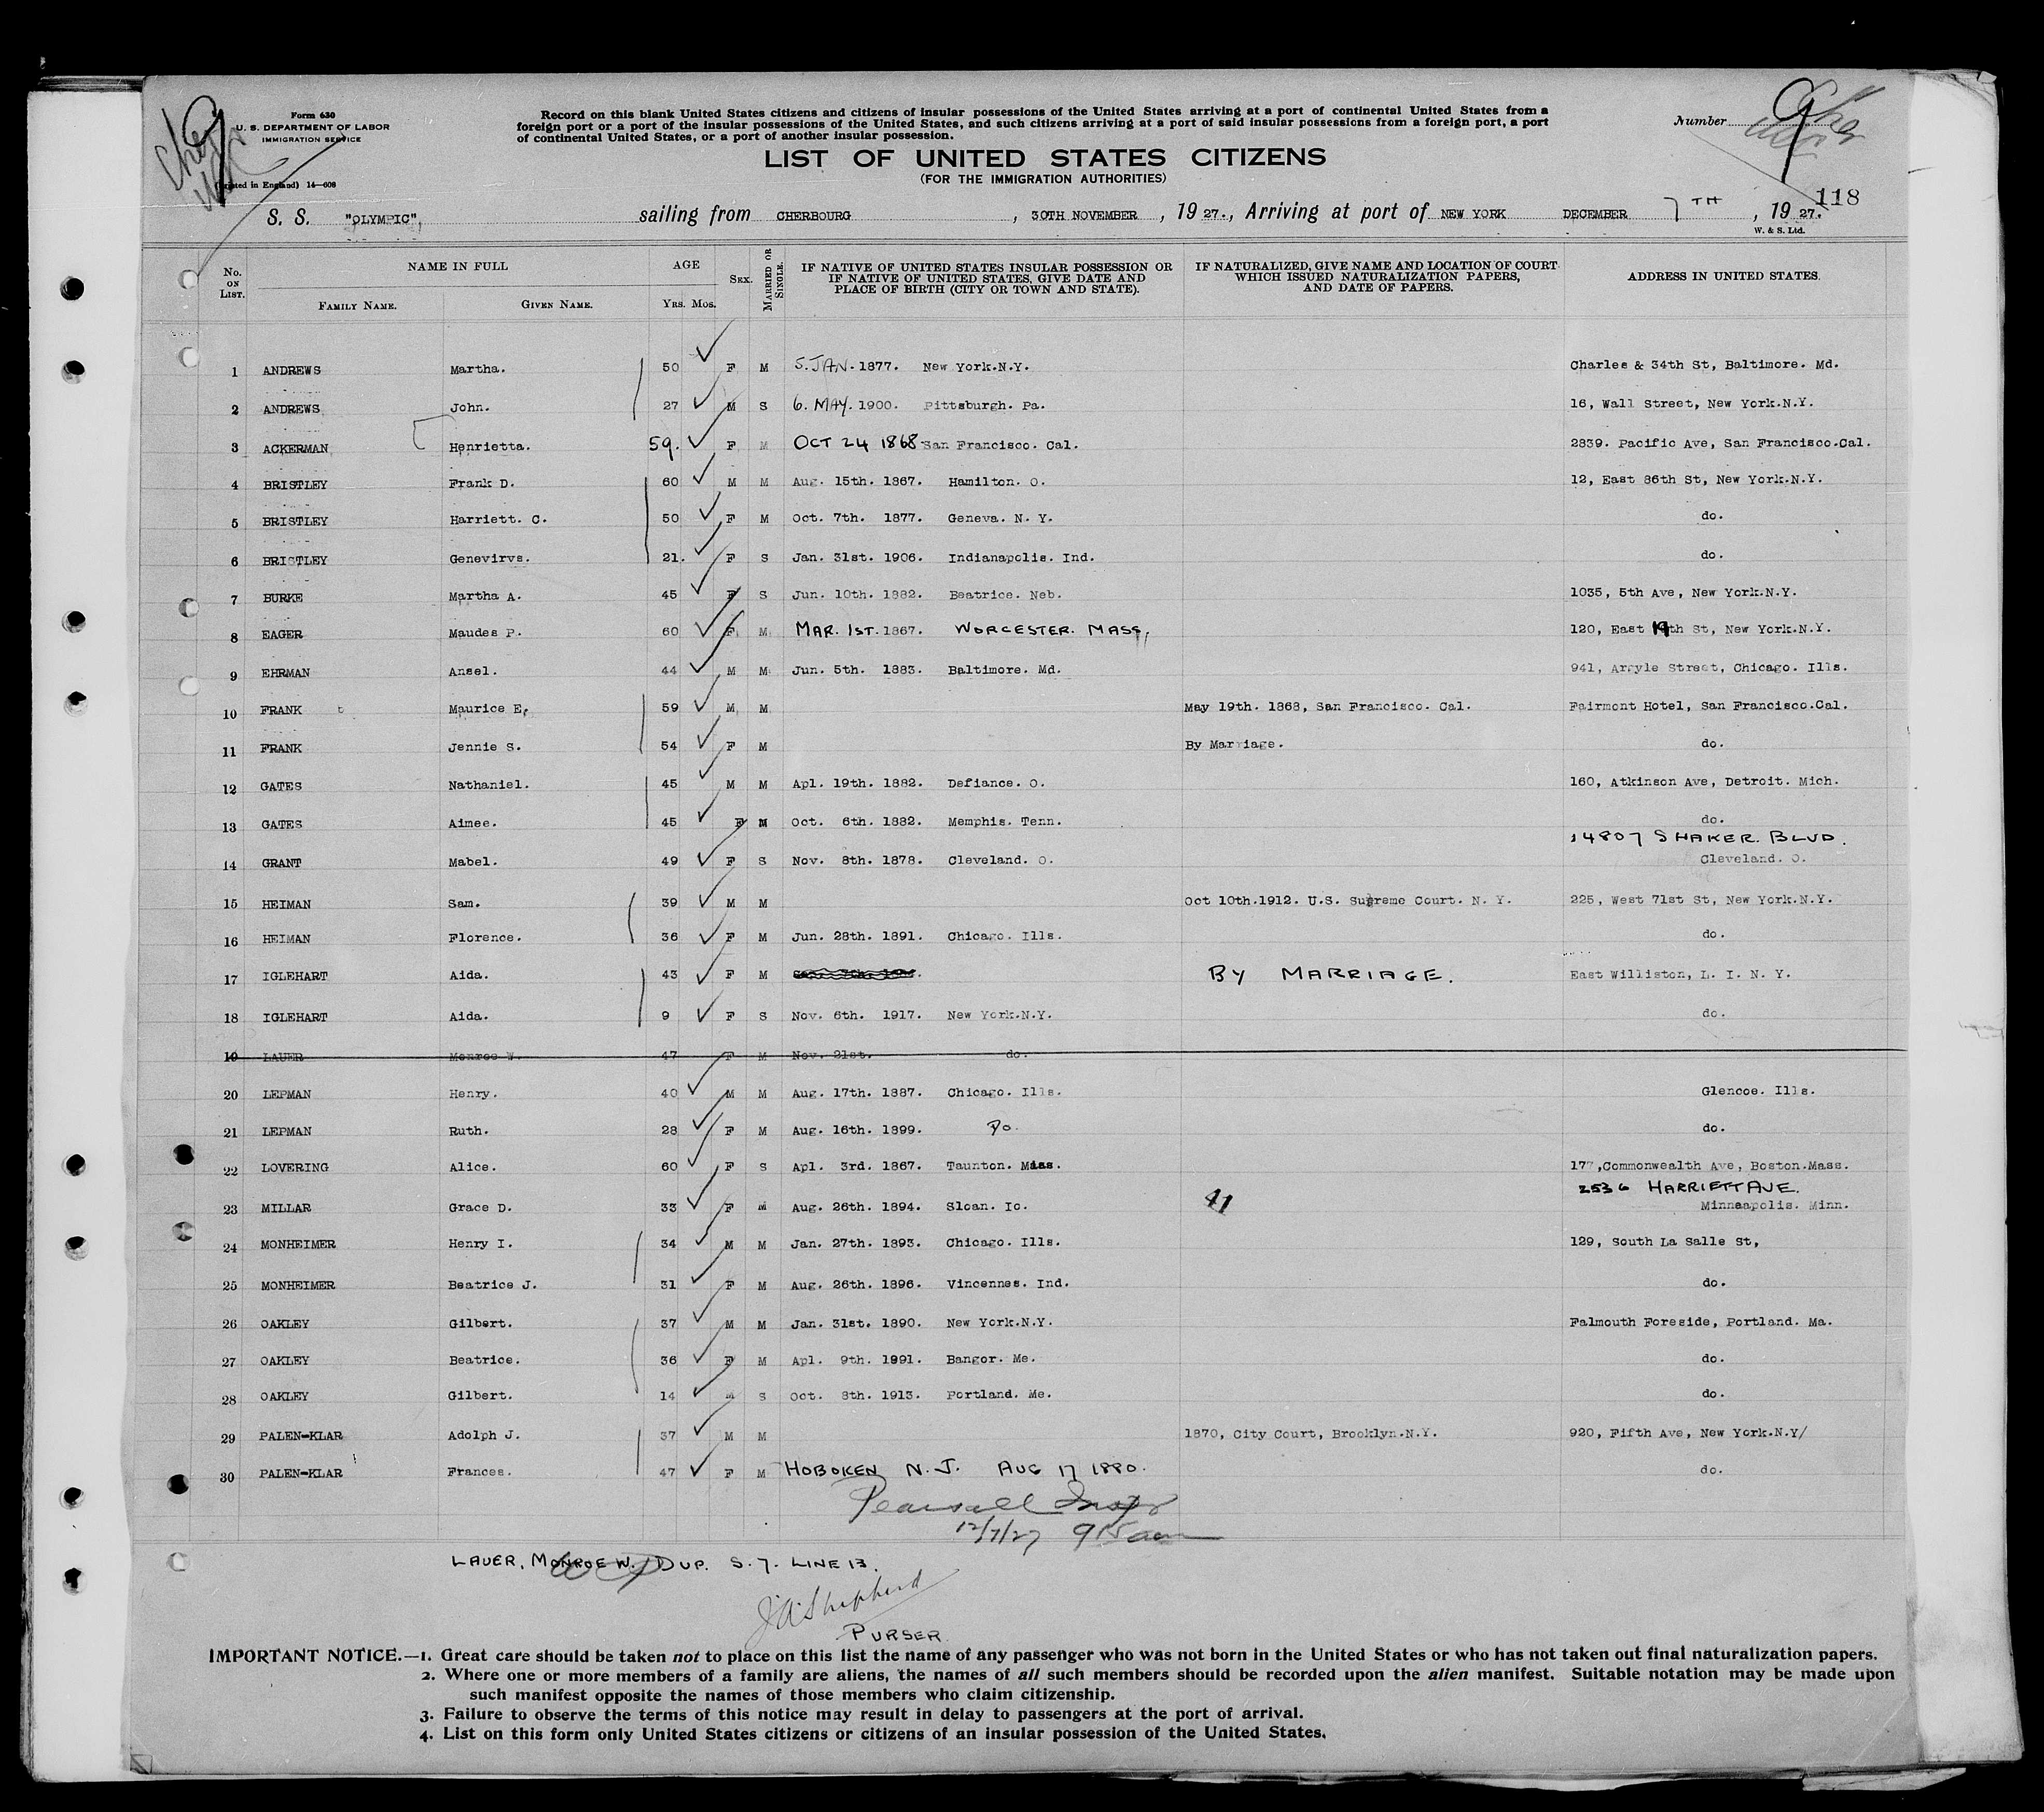 Form 630
U. S. DEPARTMENT OF LABOR
IMMIGRATION SERVICE
(Printed in England) 14—608
Record on this blank United States citizens and citizens of insular possessions of the United States arriving at a port of continental United States from a
foreign port or a port of the insular possessions of the United States, and such citizens arriving at a port of said insular possessions from a foreign port, a port
of continental United States, or a port of another insular possession.
Number
LIST OF UNITED STATES CITIZENS
(FOR THE IMMIGRATION AUTHORITIES)
118
S. S. "OLYMPIC", sailing from CHERBOURG, 30TH NOVEMBER, 1927., Arriving at port of NEW YORK DECEMBER 7TH, 1927.
W. & S. Ltd.
No. ON LIST. NAME IN FULL FAMILY NAME. GIVEN NAME. AGE YRS. MOS. SEX. MARRIED OR SINGLE. IF NATIVE OF UNITED STATES INSULAR POSSESSION OR IF NATIVE OF UNITED STATES, GIVE DATE AND PLACE OF BIRTH (CITY OR TOWN AND STATE). IF NATURALIZED, GIVE NAME AND LOCATION OF COURT WHICH ISSUED NATURALIZATION PAPERS, AND DATE OF PAPERS. ADDRESS IN UNITED STATES.
1 ANDREWS Martha. 50 F M 5. JAN. 1877. New York.N.Y. Charles & 34th St, Baltimore. Md.
2 ANDREWS John. 27 M S 6. MAY. 1900. Pittsburgh. Pa. 16, Wall Street, New York.N.Y.
3 ACKERMAN Henrietta. 59. F M OCT 24 1868 San Francisco. Cal. 2839. Pacific Ave, San Francisco.Cal.
4 BRISTLEY Frank D. 60 M M Aug. 15th. 1867. Hamilton. O. 12, East 86th St, New York.N.Y.
5 BRISTLEY Harriett. C. 50 F M Oct. 7th. 1877. Geneva. N. Y. do.
6 BRISTLEY Genevirve. 21. F S Jan. 31st. 1906. Indianapolis. Ind. do.
7 BURKE Martha A. 45 F S Jun. 10th. 1882. Beatrice. Neb. 1035, 5th Ave, New York.N.Y.
8 EAGER Maudes P. 60 F M MAR. 1ST. 1867. WORCESTER. MASS, 120, East 19th St, New York.N.Y.
9 EHRMAN Ansel. 44 M M Jun. 5th. 1883. Baltimore. Md. 941, Argyle Street, Chicago. Ills.
10 FRANK Maurice E, 59 M M May 19th. 1868, San Francisco. Cal. Fairmont Hotel, San Francisco.Cal.
11 FRANK Jennie S. 54 F M By Marriage. do.
12 GATES Nathaniel. 45 M M Apl. 19th. 1882. Defiance. O. 160, Atkinson Ave, Detroit. Mich.
13 GATES Aimee. 45 F M Oct. 6th. 1882. Memphis. Tenn. do.
14807 SHAKER. BLVD.
14 GRANT Mabel. 49 F S Nov. 8th. 1878. Cleveland. O. Cleveland. O.
15 HEIMAN Sam. 39 M M Oct 10th.1912. U.S. Supreme Court. N. Y. 225, West 71st St, New York.N.Y.
16 HEIMAN Florence. 36 F M Jun. 28th. 1891. Chicago. Ills. do.
17 IGLEHART Aida. 43 F M BY MARRIAGE. East Williston, L. I. N. Y.
18 IGLEHART Aida. 9 F S Nov. 6th. 1917. New York.N.Y. do.
19 LAUER Monroe W. 47 F M Nov. 21st. do.
20 LEPMAN Henry. 40 M M Aug. 17th. 1887. Chicago. Ills. Glencoe. Ills.
21 LEPMAN Ruth. 28 F M Aug. 16th. 1899. Do. do.
22 LOVERING Alice. 60 F S Apl. 3rd. 1867. Taunton. Mass. 177,Commonwealth Ave, Boston.Mass.
2536 HARRIETT AVE.
23 MILLAR Grace D. 33 F M Aug. 26th. 1894. Sloan. Io. 41 Minneapolis. Minn.
24 MONHEIMER Henry I. 34 M M Jan. 27th. 1893. Chicago. Ills. 129, South La Salle St,
25 MONHEIMER Beatrice J. 31 F M Aug. 26th. 1896. Vincennes. Ind. do.
26 OAKLEY Gilbert. 37 M M Jan. 31st. 1890. New York.N.Y. Falmouth Foreside, Portland. Ma.
27 OAKLEY Beatrice. 36 F M Apl. 9th. 1891. Bangor. Me. do.
28 OAKLEY Gilbert. 14 M S Oct. 8th. 1913. Portland. Me. do.
29 PALEN-KLAR Adolph J. 37 M M 1870, City Court, Brooklyn.N.Y. 920, Fifth Ave, New York.N.Y/
30 PALEN-KLAR Frances. 47 F M HOBOKEN N.J. AUG 17 1880. do.
Pearsall Insp
12/7/27 915 am
LAUER, MONROE W. DUP. S.7. LINE 13.
J A Shepherd
PURSER
IMPORTANT NOTICE.—1. Great care should be taken not to place on this list the name of any passenger who was not born in the United States or who has not taken out final naturalization papers.
2. Where one or more members of a family are aliens, the names of all such members should be recorded upon the alien manifest. Suitable notation may be made upon
such manifest opposite the names of those members who claim citizenship.
3. Failure to observe the terms of this notice may result in delay to passengers at the port of arrival.
4. List on this form only United States citizens or citizens of an insular possession of the United States.